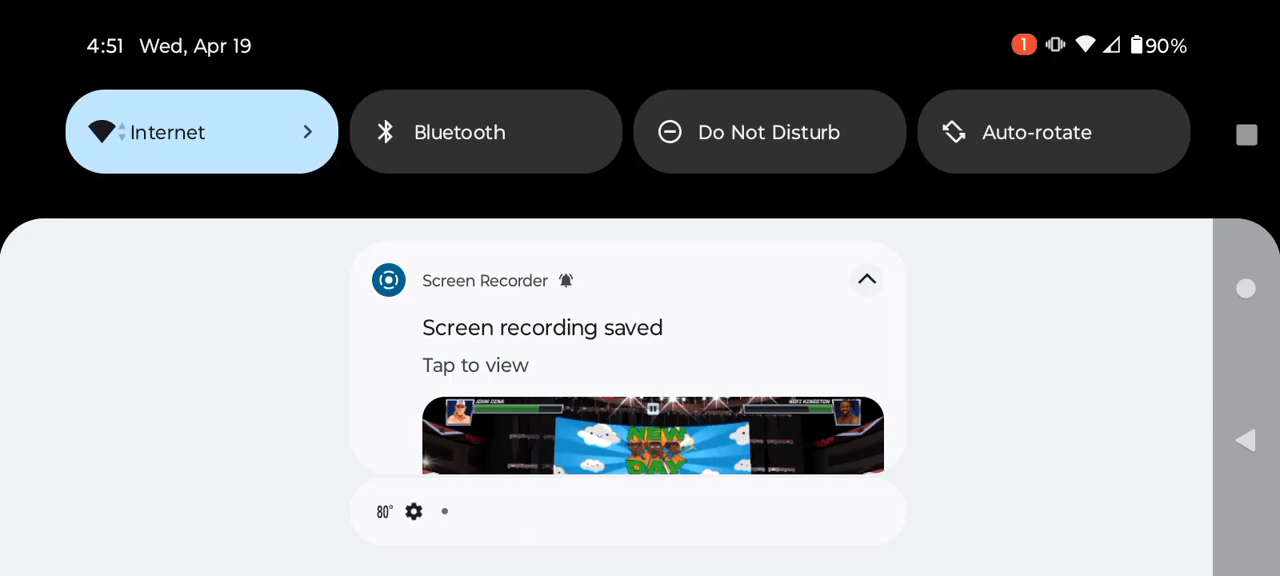 4:51 Wed, Apr 19
1 90%
Internet
Bluetooth
Do Not Disturb
Auto-rotate
Screen Recorder
Screen recording saved
Tap to view
JOHN CENA
KOFI KINGSTON
NEW
DAY
80°